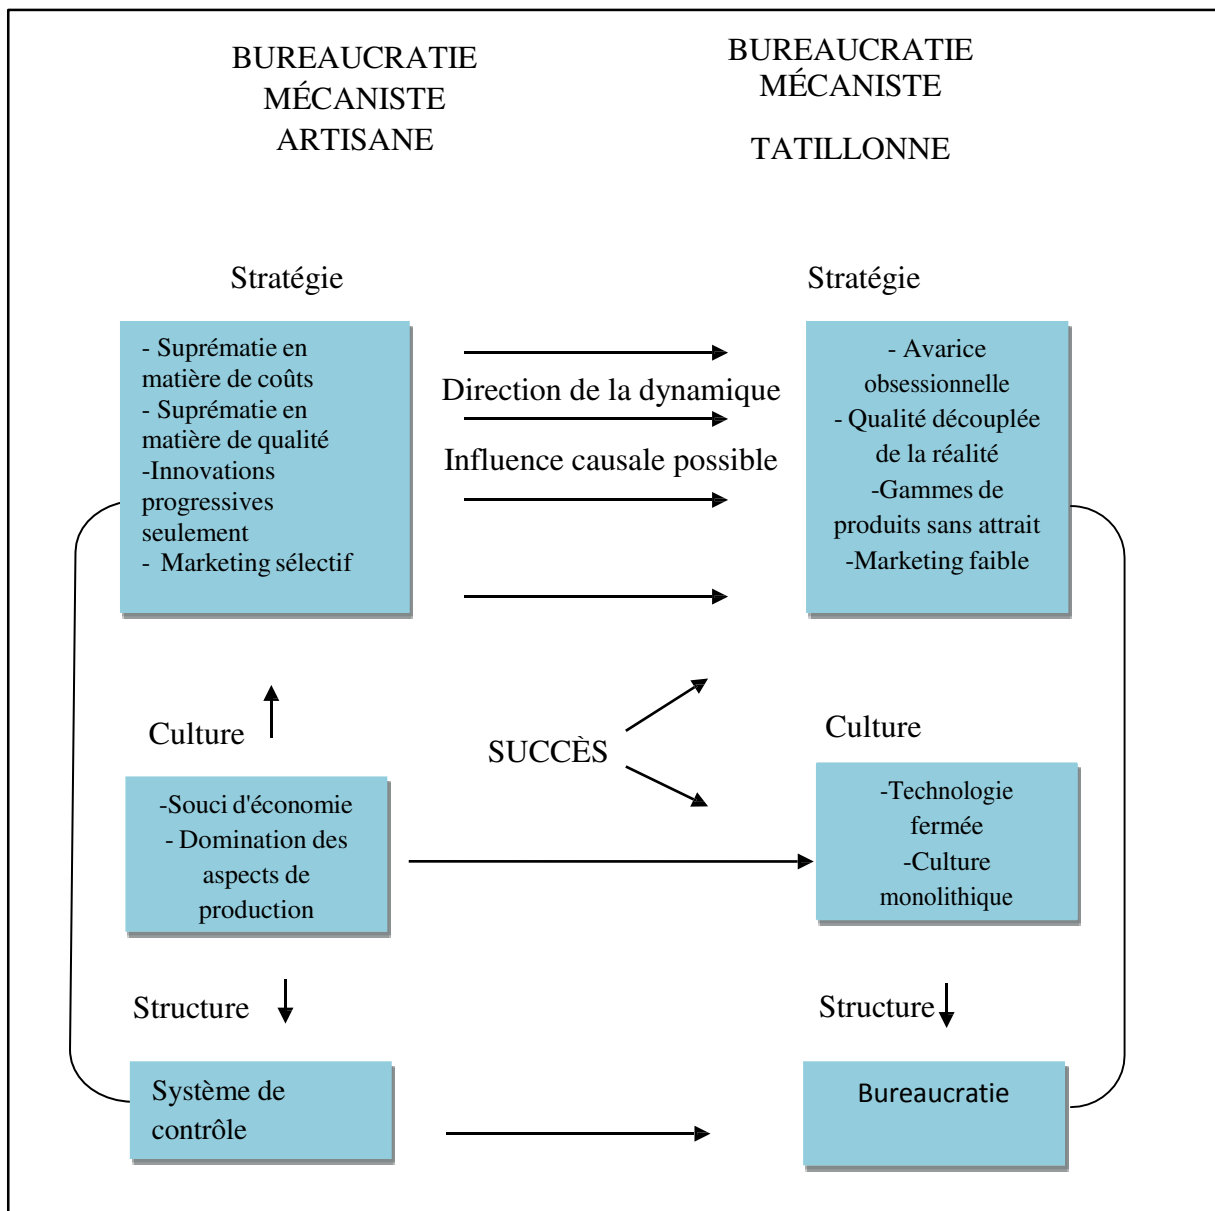 BUREAUCRATIE
MÉCANISTE
ARTISANE
BUREAUCRATIE
MÉCANISTE
TATILLONNE
Stratégie
Stratégie
- Suprématie en
matière de coûts
- Suprématie en
matière de qualité
-Innovations
progressives
seulement
- Marketing sélectif
Direction de la dynamique
Influence causale possible
- Avarice
obsessionnelle
- Qualité découplée
de la réalité
-Gammes de
produits sans attrait
-Marketing faible
Culture
SUCCÈS
Culture
-Souci d'économie
- Domination des
aspects de
production
-Technologie
fermée
-Culture
monolithique
Structure
Structure
Système de
contrôle
Bureaucratie